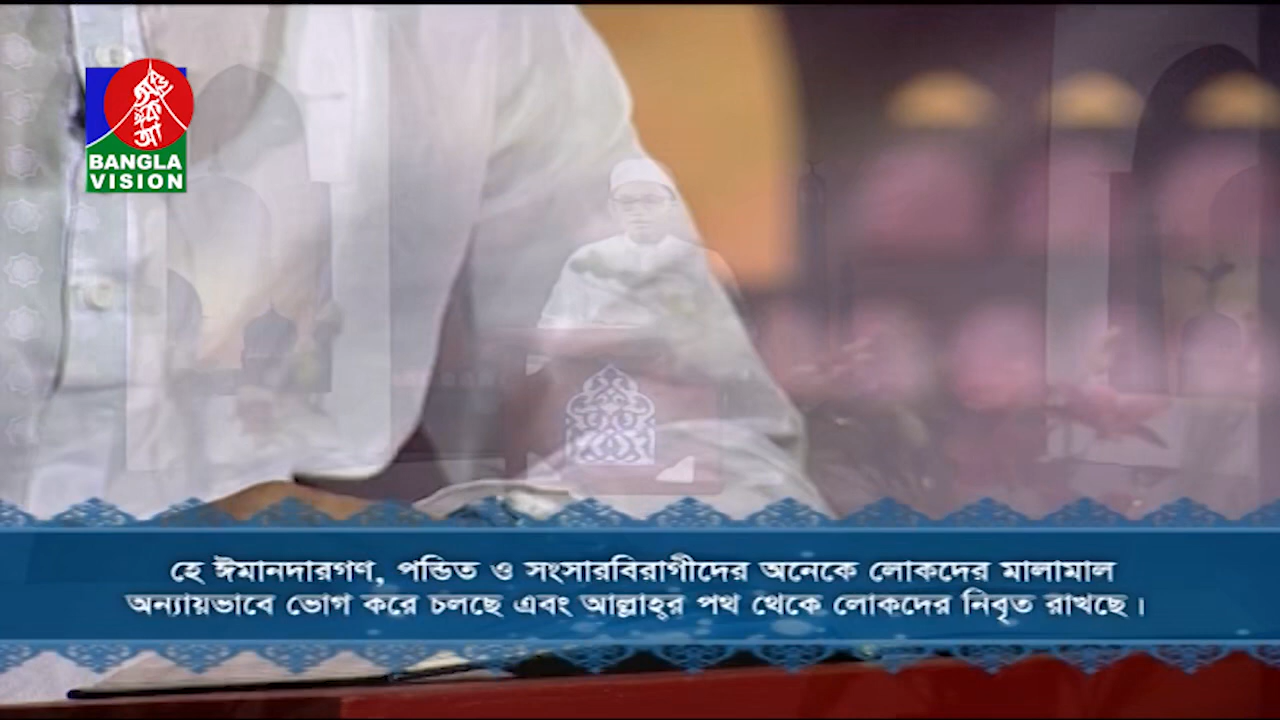 BANGLA
VISION
হে ঈমানদারগণ, পন্ডিত ও সংসারবিরাগীদের অনেকে লোকদের মালামাল
অন্যায়ভাবে ভোগ করে চলছে এবং আল্লাহ্‌র পথ থেকে লোকদের নিবৃত রাখছে।